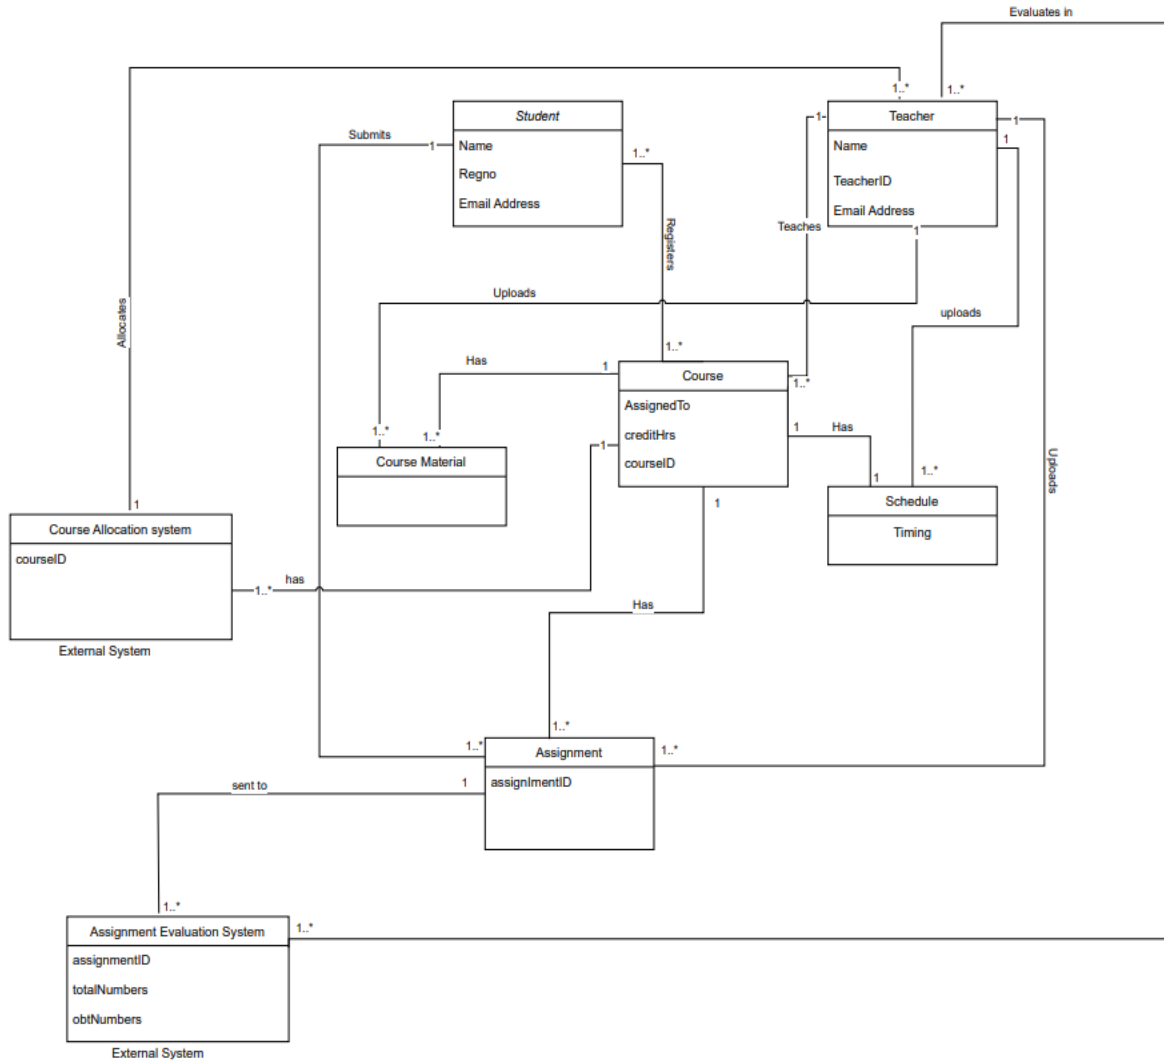 Evaluates in
1..*
1..*
Student
Name
Regno
Email Address
Teacher
Name
TeacherID
Email Address
Submits
1
1..*
1
1
1
1
Registers
Teaches
Allocates
Uploads
uploads
Uploads
1..*
Has
1
Course
AssignedTo
creditHrs
courseID
1..*
1
Has
1
1..*
1..*
1..*
1
Course Material
Schedule
Timing
1
1
Course Allocation system
courseID
External System
1..*
has
Has
1..*
1..*
1..*
Assignment
assignImentID
sent to
1
1..*
1..*
Assignment Evaluation System
assignmentID
totalNumbers
obtNumbers
External System